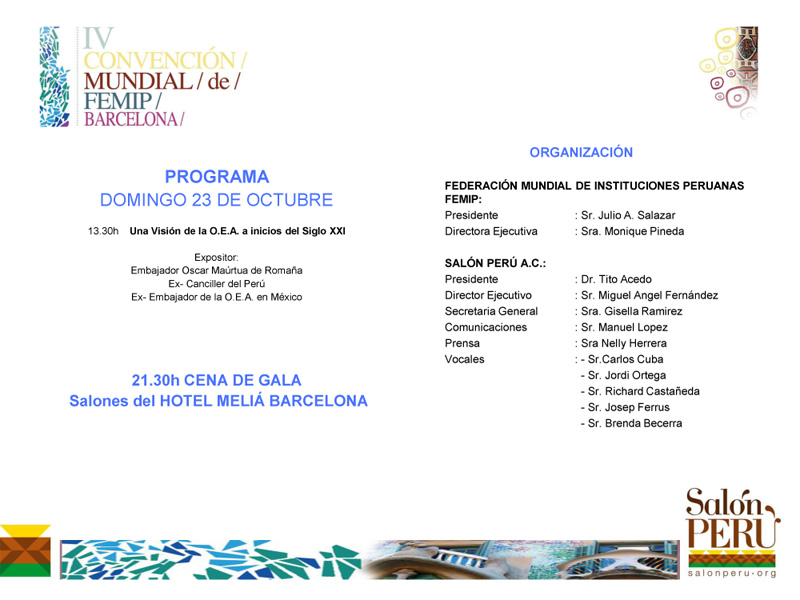 IV
CONVENCIÓN /
MUNDIAL / de /
FEMIP /
BARCELONA /
PROGRAMA
DOMINGO 23 DE OCTUBRE
13.30h Una Visión de la O.E.A. a inicios del Siglo XXI
Expositor:
Embajador Oscar Maúrtua de Romaña
Ex- Canciller del Perú
Ex- Embajador de la O.E.A. en México
21.30h CENA DE GALA
Salones del HOTEL MELIÁ BARCELONA
ORGANIZACIÓN
FEDERACIÓN MUNDIAL DE INSTITUCIONES PERUANAS
FEMIP:
Presidente : Sr. Julio A. Salazar
Directora Ejecutiva : Sra. Monique Pineda
SALÓN PERÚ A.C.:
Presidente : Dr. Tito Acedo
Director Ejecutivo : Sr. Miguel Angel Fernández
Secretaria General : Sra. Gisella Ramirez
Comunicaciones : Sr. Manuel Lopez
Prensa : Sra Nelly Herrera
Vocales : - Sr.Carlos Cuba
- Sr. Jordi Ortega
- Sr. Richard Castañeda
- Sr. Josep Ferrus
- Sr. Brenda Becerra
Salón
PERÚ
salonperu.org